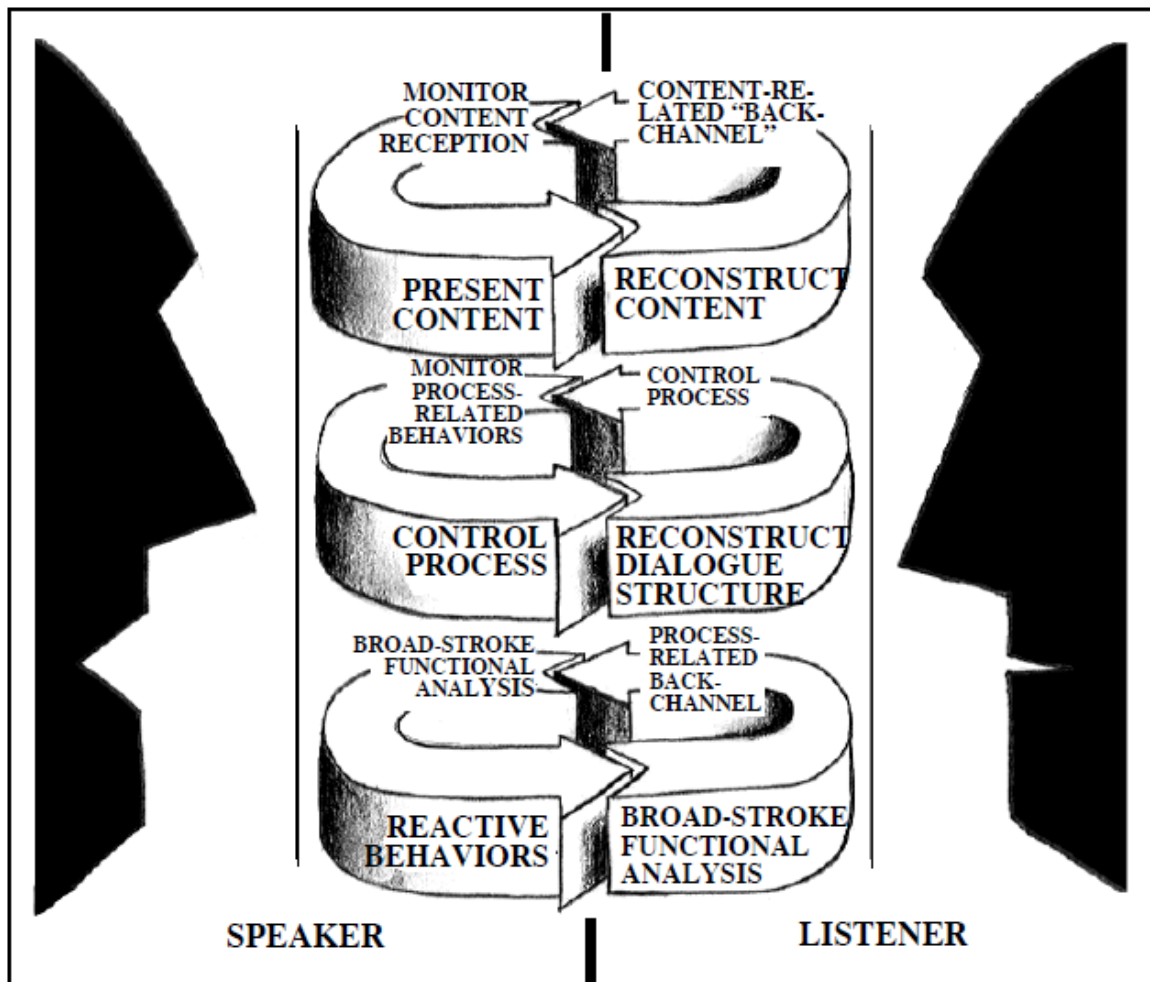 MONITOR
CONTENT
RECEPTION
CONTENT-RE-
LATED “BACK-
CHANNEL”
PRESENT
CONTENT
RECONSTRUCT
CONTENT
MONITOR
PROCESS-
RELATED
BEHAVIORS
CONTROL
PROCESS
CONTROL
PROCESS
RECONSTRUCT
DIALOGUE
STRUCTURE
BROAD-STROKE
FUNCTIONAL
ANALYSIS
PROCESS-
RELATED
BACK-
CHANNEL
REACTIVE
BEHAVIORS
BROAD-STROKE
FUNCTIONAL
ANALYSIS
SPEAKER
LISTENER